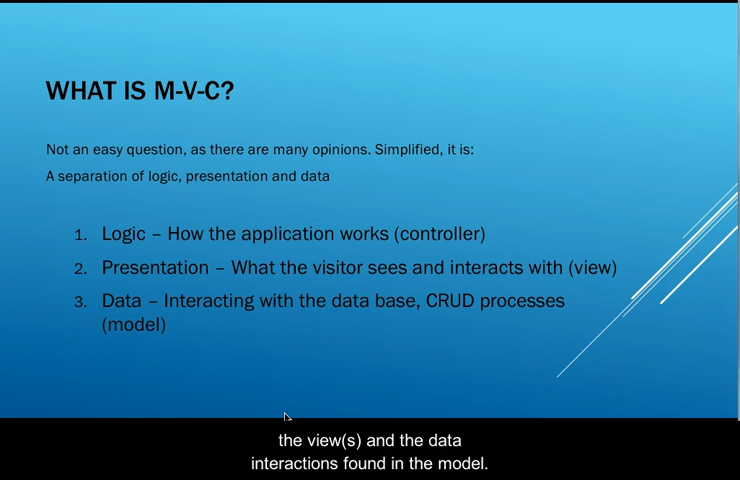 WHAT IS M-V-C?
Not an easy question, as there are many opinions. Simplified, it is:
A separation of logic, presentation and data
1. Logic – How the application works (controller)
2. Presentation – What the visitor sees and interacts with (view)
3. Data – Interacting with the data base, CRUD processes
(model)
the view(s) and the data
interactions found in the model.